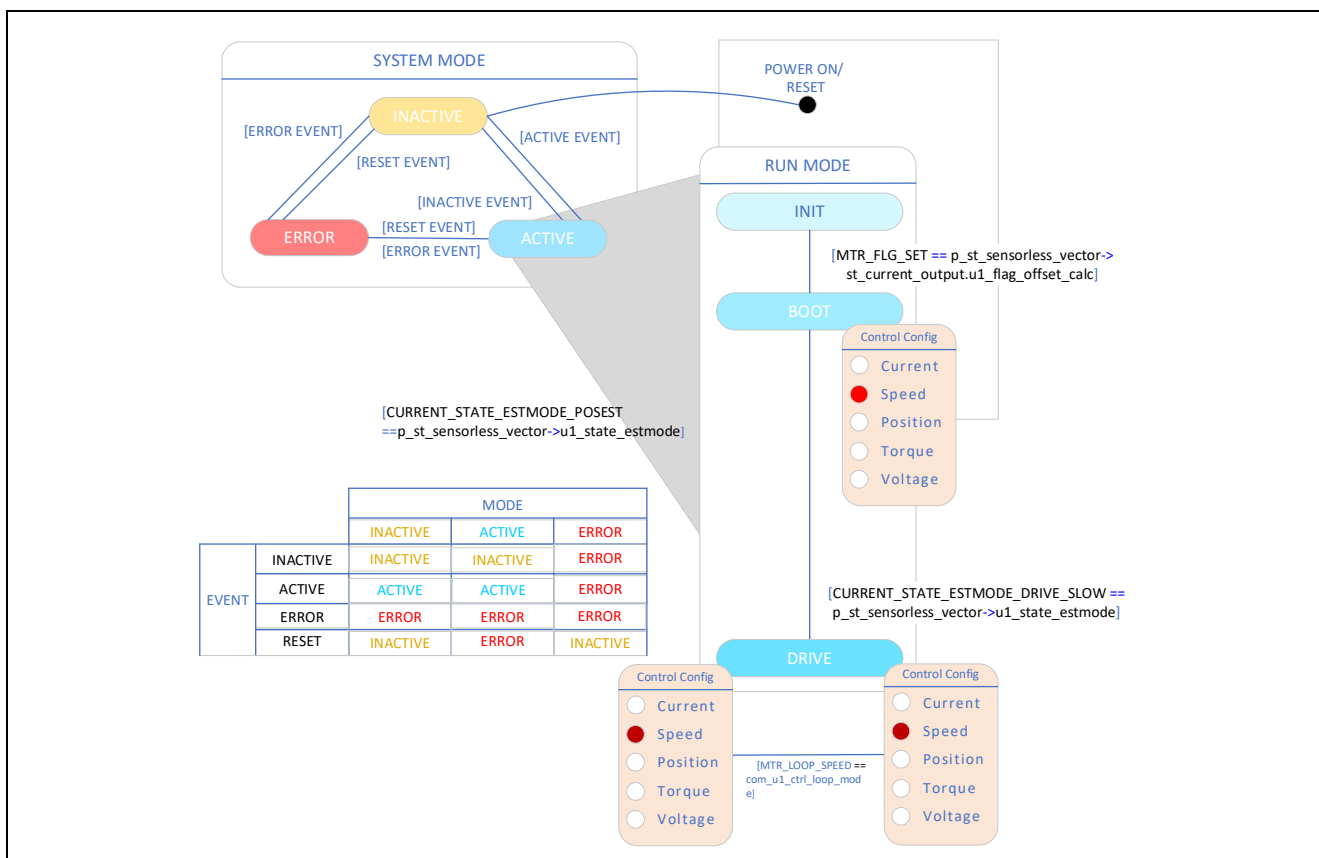 SYSTEM MODE
INACTIVE
[ERROR EVENT]
[ACTIVE EVENT]
[RESET EVENT]
[INACTIVE EVENT]
ERROR
[RESET EVENT]
[ERROR EVENT]
ACTIVE
POWER ON/
RESET
RUN MODE
INIT
[MTR_FLG_SET == p_st_sensorless_vector->
st_current_output.u1_flag_offset_calc]
BOOT
Control Config
Current
Speed
Position
Torque
Voltage
[CURRENT_STATE_ESTMODE_POSEST
==p_st_sensorless_vector->u1_state_estmode]
MODE
INACTIVE ACTIVE ERROR
EVENT
INACTIVE INACTIVE INACTIVE ERROR
ACTIVE ACTIVE ACTIVE ERROR
ERROR ERROR ERROR ERROR
RESET INACTIVE ERROR INACTIVE
[CURRENT_STATE_ESTMODE_DRIVE_SLOW ==
p_st_sensorless_vector->u1_state_estmode]
DRIVE
Control Config
Current
Speed
Position
Torque
Voltage
[MTR_LOOP_SPEED ==
com_u1_ctrl_loop_mod
e]
Control Config
Current
Speed
Position
Torque
Voltage